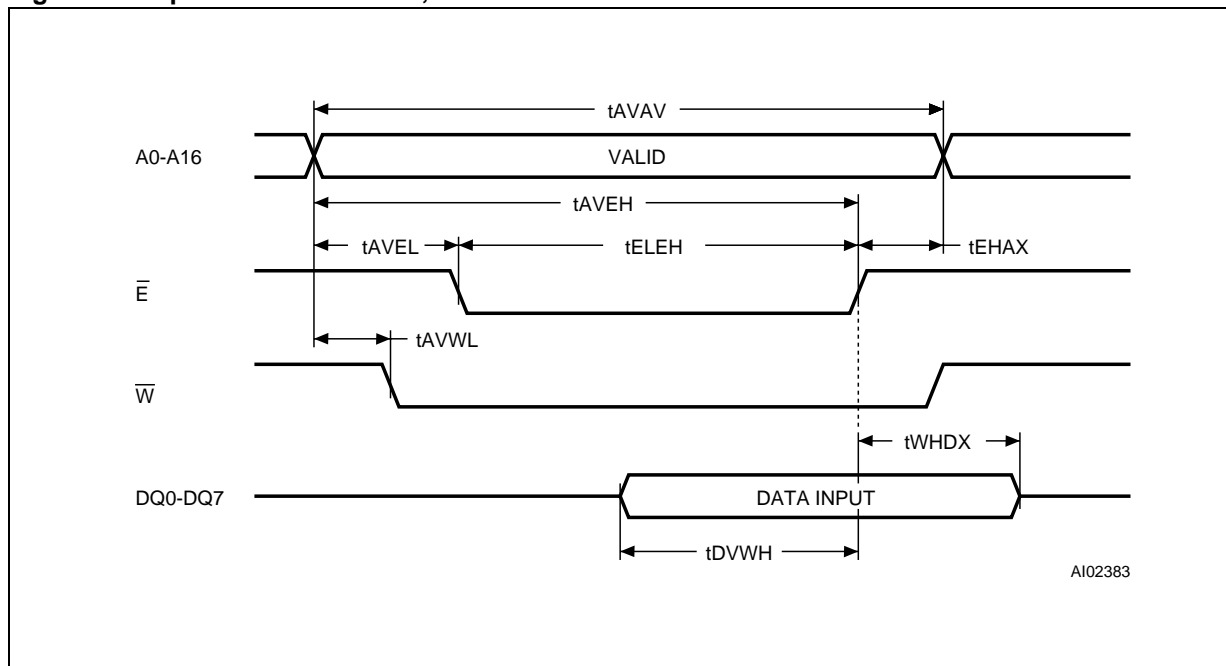 tAVAV
A0-A16
VALID
tAVEH
tAVEL
tELEH
tEHAX
E
tAVWL
W
tWHDX
DQ0-DQ7
DATA INPUT
tDVWH
AI02383